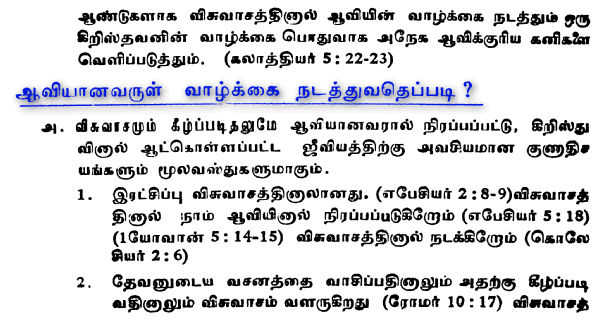 ஆண்டுகளாக விசுவாசத்தினால் ஆவியின் வாழ்க்கை நடத்தும் ஒரு
கிறிஸ்தவனின் வாழ்க்கை பொதுவாக அநேக ஆவிக்குரிய கனிகளை
வெளிப்படுத்தும். (கலாத்தியர் 5 : 22-23)
ஆவியானவருள் வாழ்க்கை நடத்துவதெப்படி ?
அ. விசுவாசமும் கீழ்ப்படிதலுமே ஆவியானவரால் நிரப்பப்பட்டு, கிறிஸ்து
வினால் ஆட்கொள்ளப்பட்ட ஜீவியத்திற்கு அவசியமான குணாதிச
யங்களும் மூலவஸ்துகளுமாகும்.
1. இரட்சிப்பு விசுவாசத்தினாலானது. (எபேசியர் 2 : 8-9)விசுவாசத்
தினால் நாம் ஆவியினால் நிரப்பப்படுகிறோம் (எபேசியர் 5 : 18)
(1யோவான் 5 : 14-15) விசுவாசத்தினால் நடக்கிறோம் (கொலோ
சியர் 2 : 6)
2. தேவனுடைய வசனத்தை வாசிப்பதினாலும் அதற்கு கீழ்ப்படி
வதினாலும் விசுவாசம் வளருகிறது (ரோமர் 10 : 17) விசுவாசத்